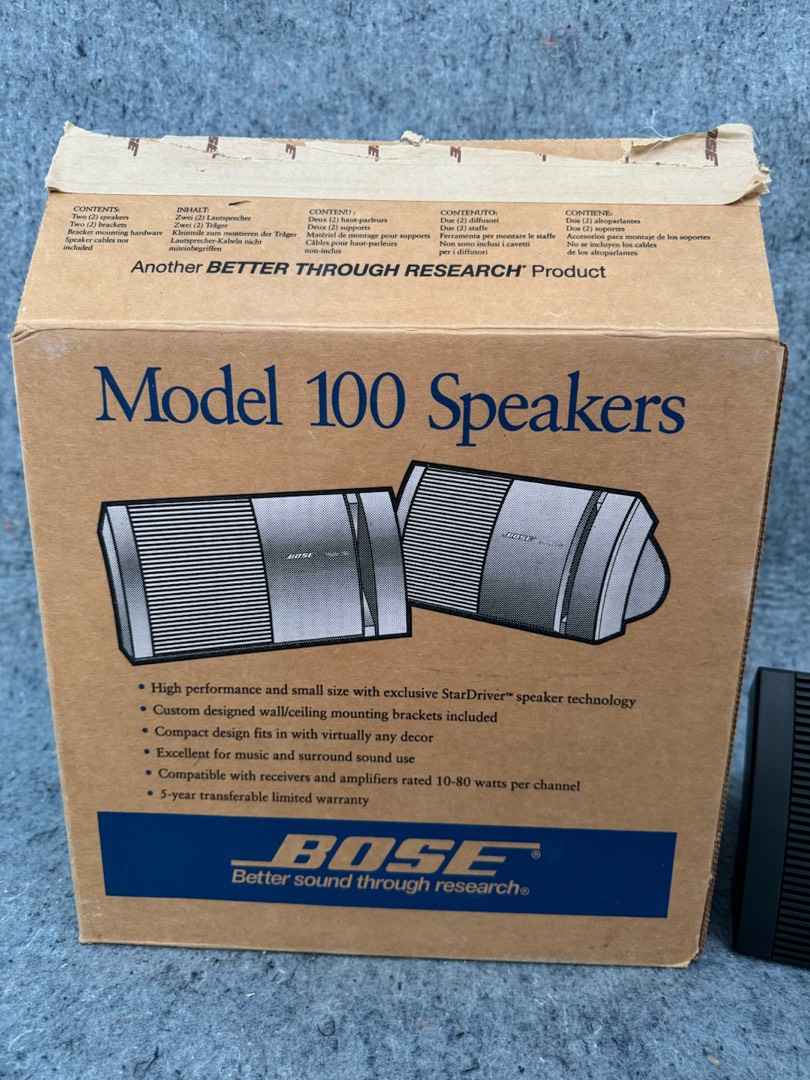 BOSE
CONTENTS:
Two (2) speakers
Two (2) brackets
Bracket mounting hardware
Speaker cables not
included
INHALT:
Zwei (2) Lautsprecher
Zwei (2) Träger
Kleinteile zum montieren der Träger
Lautsprecher-Kabeln nicht
miteinbegriffen
CONTENU :
Deux (2) haut-parleurs
Deux (2) supports
Matériel de montage pour supports
Câbles pour haut-parleurs
non-inclus
CONTENUTO:
Due (2) diffusori
Due (2) staffe
Ferramenta per montare le staffe
Non sono inclusi i cavetti
per i diffusori
CONTIENE:
Dos (2) altoparlantes
Dos (2) soportes
Accesorios para montaje de los soportes
No se incluyen los cables
de los altoparlantes
Another BETTER THROUGH RESEARCH® Product
Model 100 Speakers
BOSE Model 100
BOSE
• High performance and small size with exclusive StarDriver™ speaker technology
• Custom designed wall/ceiling mounting brackets included
• Compact design fits in with virtually any decor
• Excellent for music and surround sound use
• Compatible with receivers and amplifiers rated 10-80 watts per channel
• 5-year transferable limited warranty
BOSE®
Better sound through research®